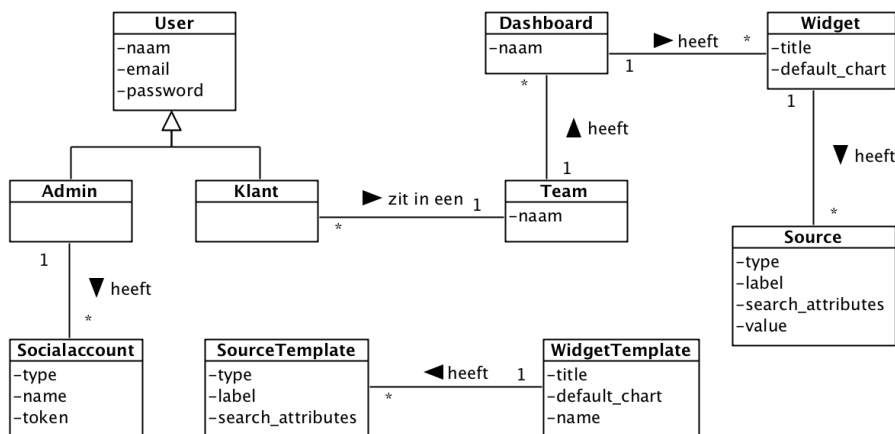 User
-naam
-email
-password
Dashboard
-naam
1
heeft
*
Widget
-title
-default_chart
*
heeft
1
1
heeft
*
Admin
Klant
*
zit in een
1
Team
-naam
Source
-type
-label
-search_attributes
-value
1
heeft
*
Socialaccount
-type
-name
-token
SourceTemplate
-type
-label
-search_attributes
*
heeft
1
WidgetTemplate
-title
-default_chart
-name